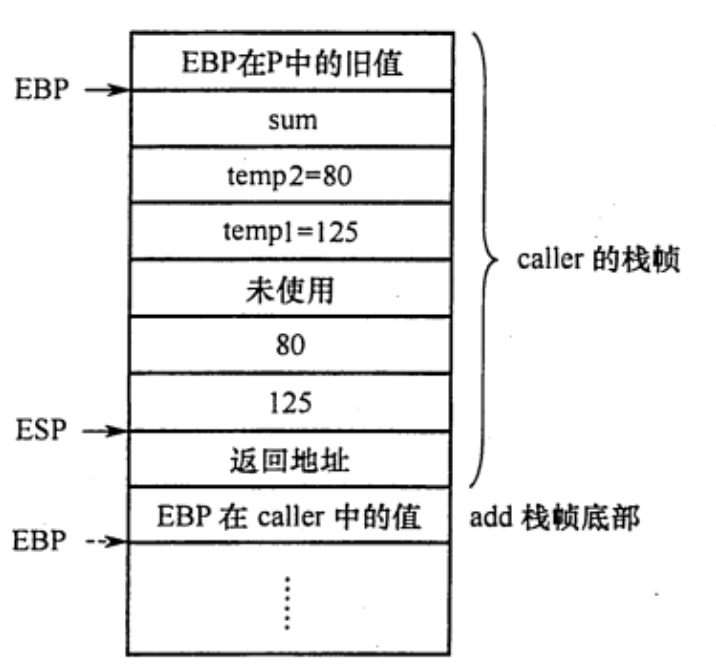 EBP在P中的旧值
EBP
sum
temp2=80
temp1=125
caller 的栈帧
未使用
80
125
ESP
返回地址
EBP 在 caller 中的值
add 栈帧底部
EBP